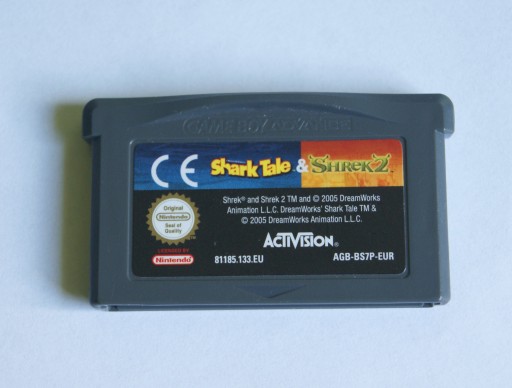 GAME BOY ADVANCE
CE Shark Tale & SHREK 2
Shrek® and Shrek 2 TM and © 2005 DreamWorks
Animation L.L.C. DreamWorks' Shark Tale TM &
© 2005 DreamWorks Animation L.L.C.
Original
Nintendo
Seal of
Quality
ACTIVISION®
LICENSED BY
Nintendo
81185.133.EU
AGB-BS7P-EUR